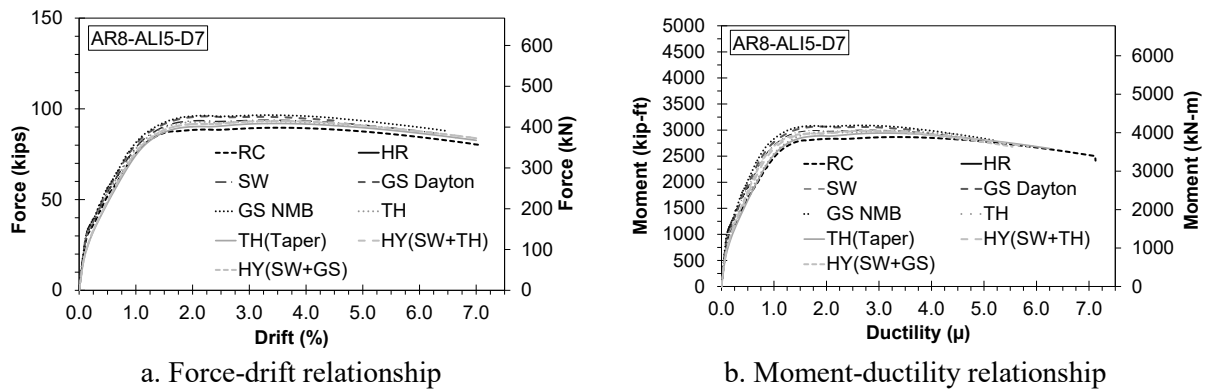 AR8-ALI5-D7
150
100
50
0
Force (kips)
600
500
400
300
200
100
0
Force (kN)
RC
HR
SW
GS Dayton
GS NMB
TH
TH(Taper)
HY(SW+TH)
HY(SW+GS)
0.0 1.0 2.0 3.0 4.0 5.0 6.0 7.0
Drift (%)
a. Force-drift relationship
AR8-ALI5-D7
5000
4500
4000
3500
3000
2500
2000
1500
1000
500
0
Moment (kip-ft)
6000
5000
4000
3000
2000
1000
0
Moment (kN-m)
RC
HR
SW
GS Dayton
GS NMB
TH
TH(Taper)
HY(SW+TH)
HY(SW+GS)
0.0 1.0 2.0 3.0 4.0 5.0 6.0 7.0
Ductility (µ)
b. Moment-ductility relationship